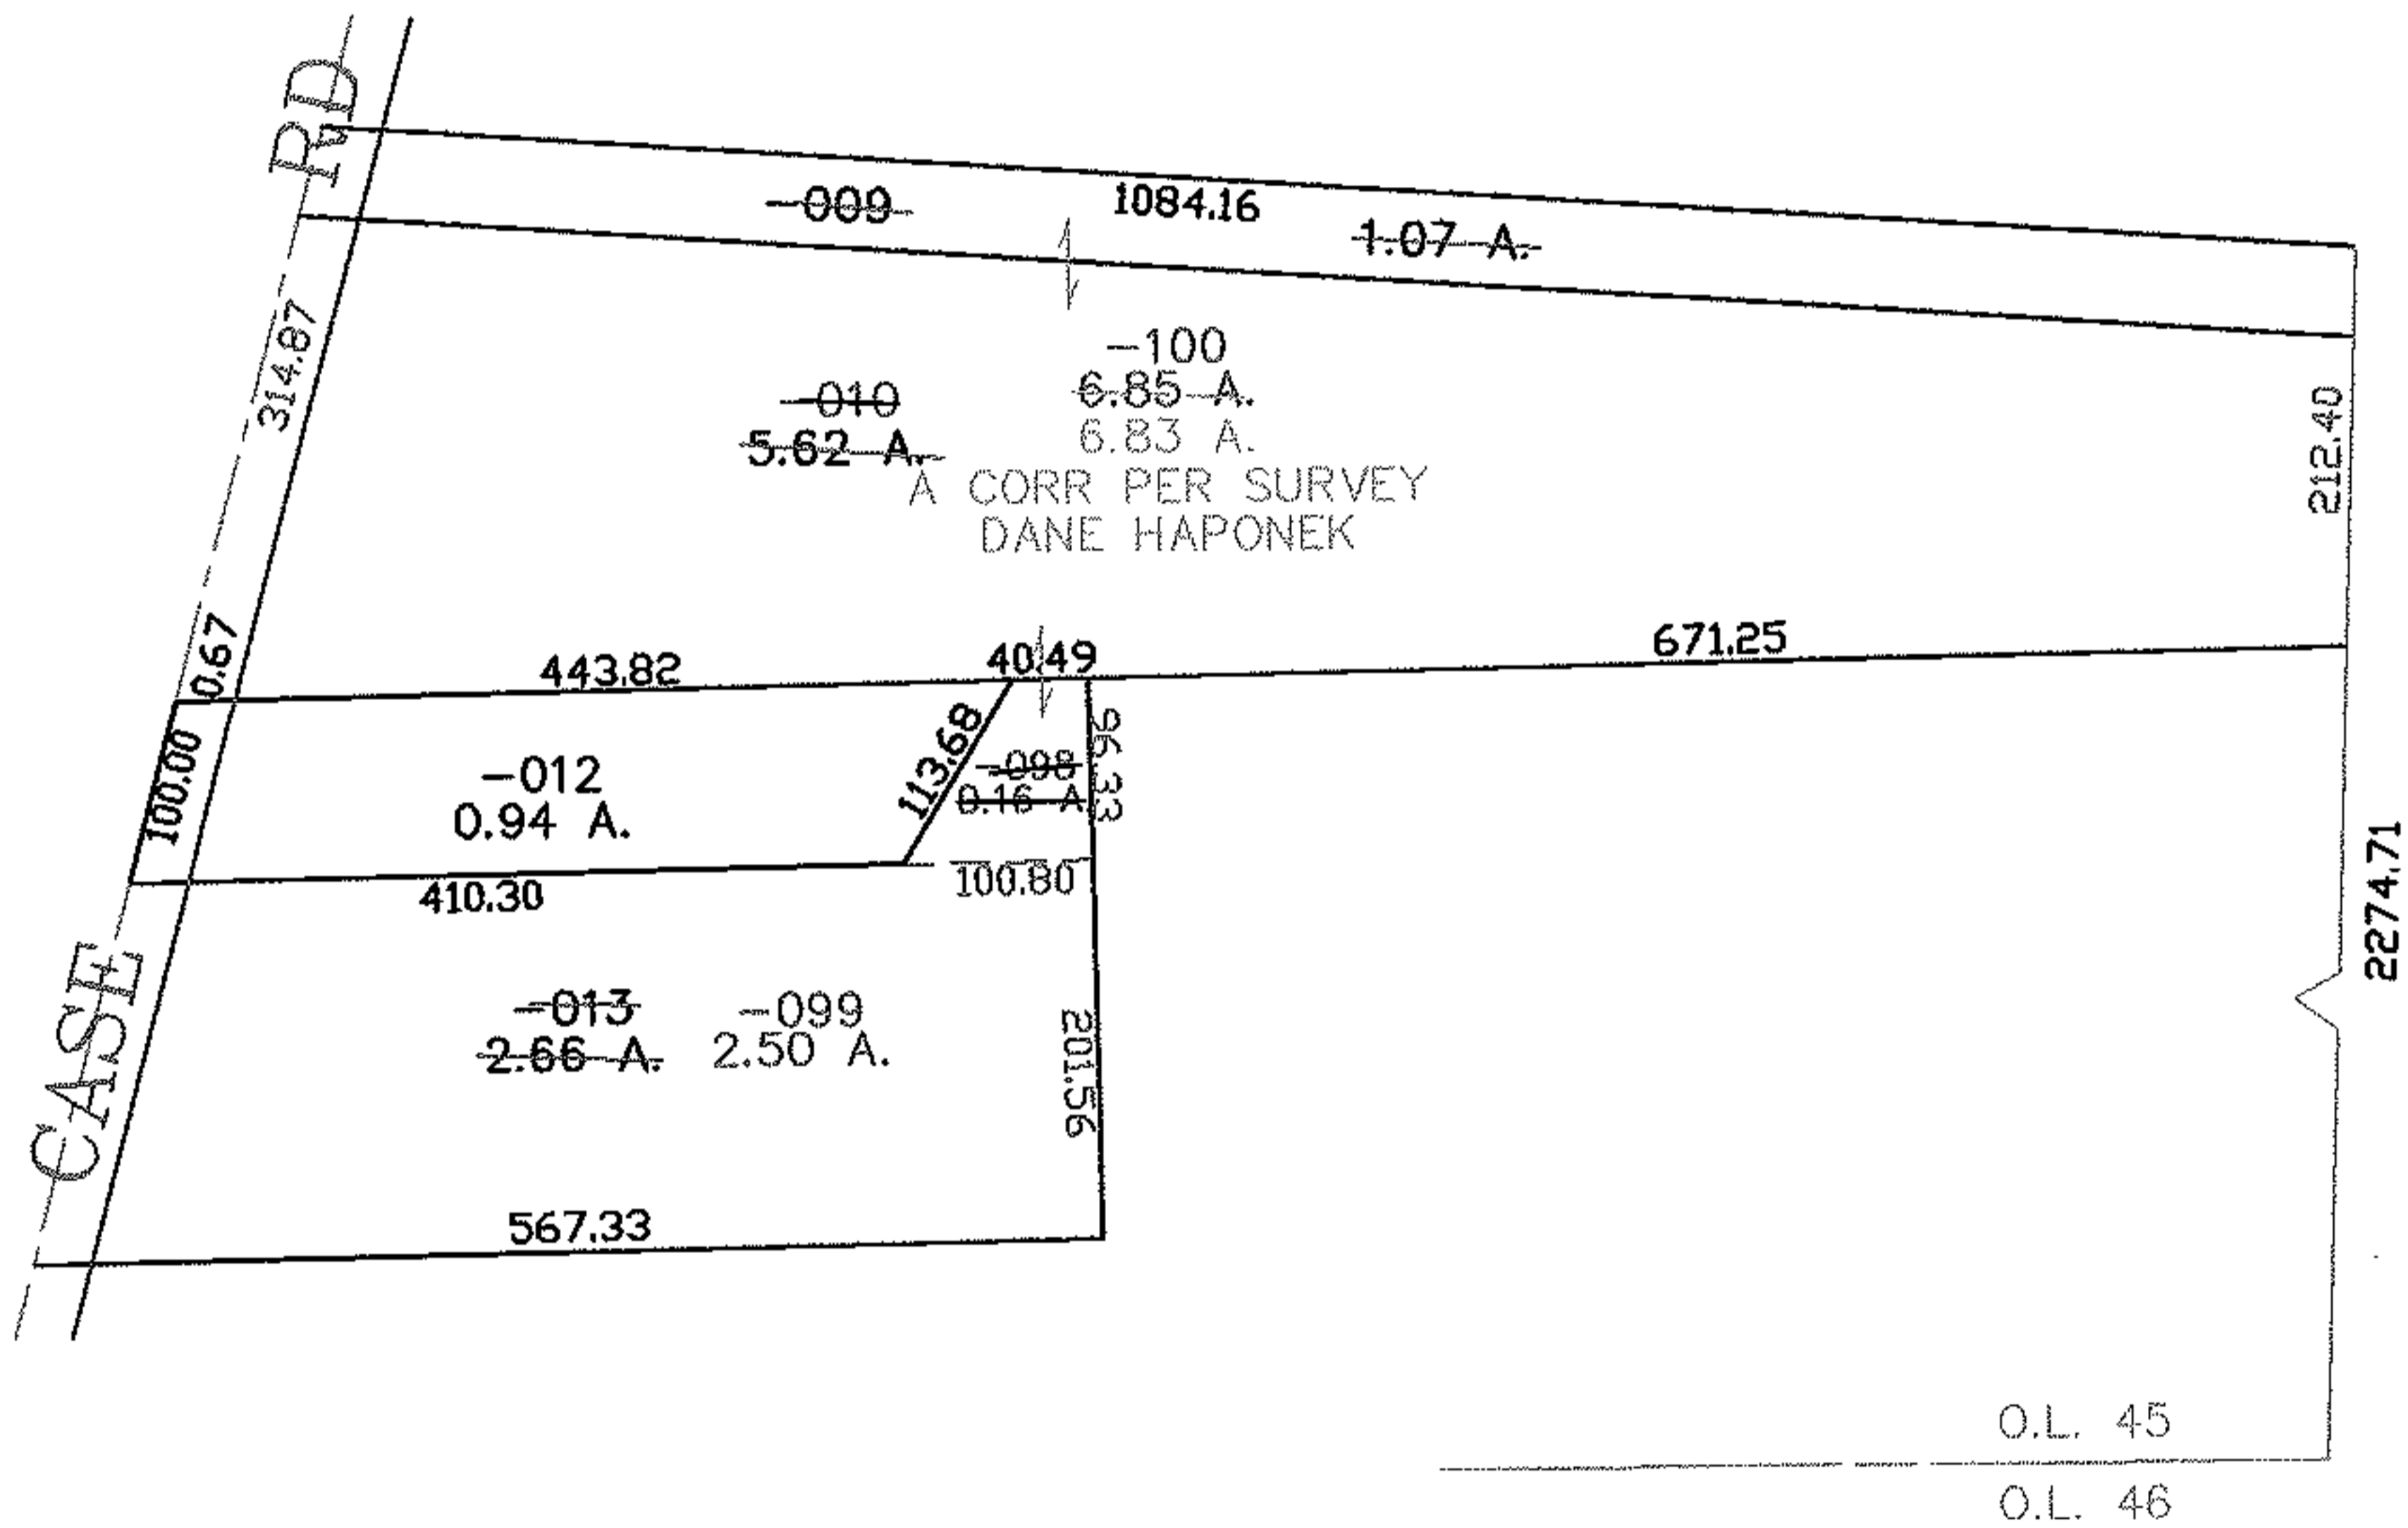 CASE RD
-009
1084.16
1.07 A.
314.87
-100
-010
6.85 A.
5.62 A.
6.83 A.
A CORR PER SURVEY
DANE HAPONEK
212.40
0.67
443.82
40.49
671.25
100.00
113.68
96.33
-012
0.94 A.
-098
0.16 A
410.30
100.80
2274.71
-013
-099
2.66 A.
2.50 A.
201.56
567.33
O.L. 45
O.L. 46